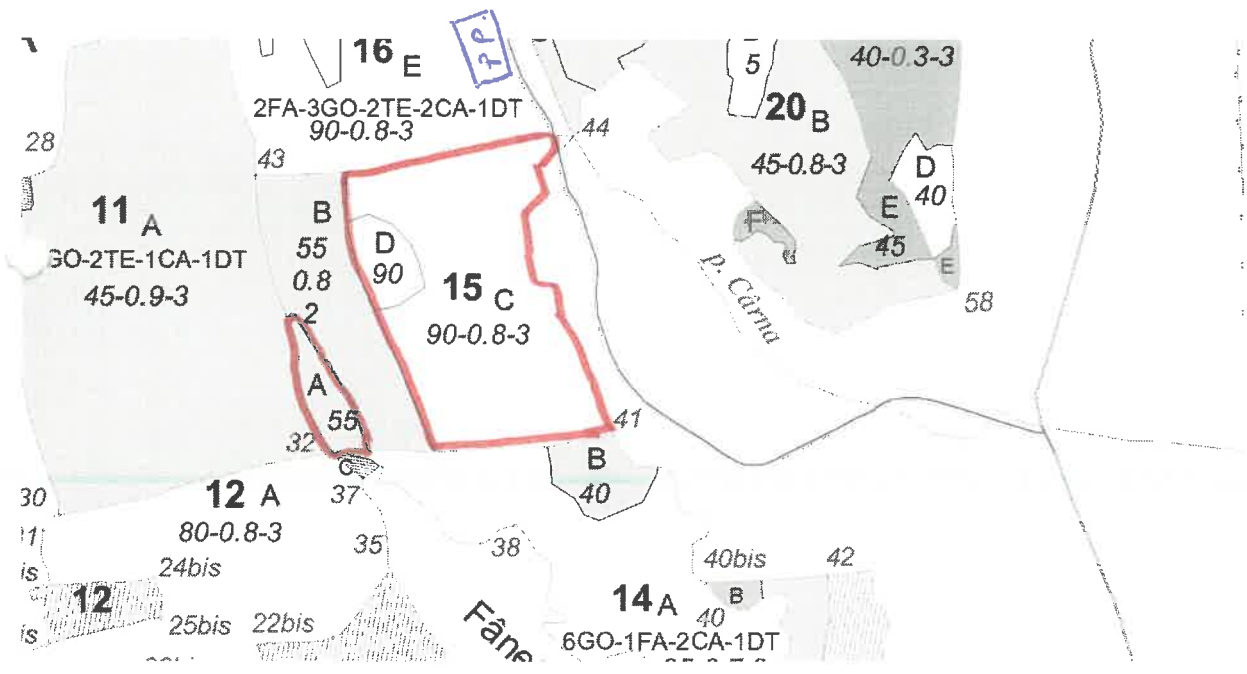 7 P.
16 E
2FA-3GO-2TE-2CA-1DT
90-0.8-3
5
40-0.3-3
20 B
45-0.8-3
28
43
44
D
40
E
45
F
E
58
11 A
GO-2TE-1CA-1DT
45-0.9-3
B
55
0.8
2
D
90
15 C
90-0.8-3
p. Cârna
A
55
32
41
C
37
B
40
30
12 A
80-0.8-3
35
38
40bis
42
24bis
12
25bis
22bis
14 A
B
40
6GO-1FA-2CA-1DT
Fâne